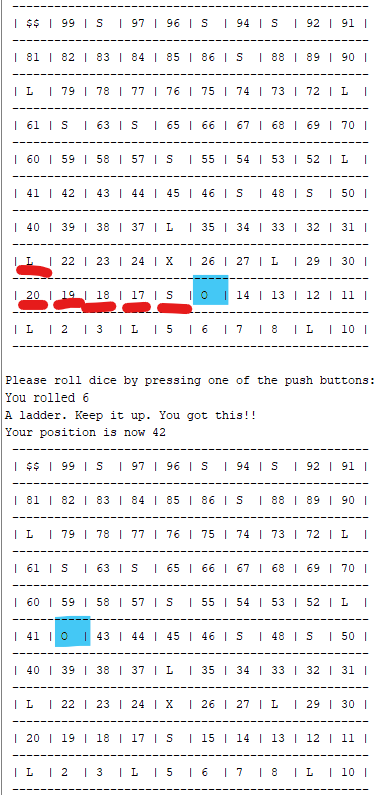 ------------------------------------------------------------
| $$ | 99 | S  | 97 | 96 | S  | 94 | S  | 92 | 91 |
------------------------------------------------------------
| 81 | 82 | 83 | 84 | 85 | 86 | S  | 88 | 89 | 90 |
------------------------------------------------------------
| L  | 79 | 78 | 77 | 76 | 75 | 74 | 73 | 72 | L  |
------------------------------------------------------------
| 61 | S  | 63 | S  | 65 | 66 | 67 | 68 | 69 | 70 |
------------------------------------------------------------
| 60 | 59 | 58 | 57 | S  | 55 | 54 | 53 | 52 | L  |
------------------------------------------------------------
| 41 | 42 | 43 | 44 | 45 | 46 | S  | 48 | S  | 50 |
------------------------------------------------------------
| 40 | 39 | 38 | 37 | L  | 35 | 34 | 33 | 32 | 31 |
------------------------------------------------------------
| L  | 22 | 23 | 24 | X  | 26 | 27 | L  | 29 | 30 |
------------------------------------------------------------
| 20 | 19 | 18 | 17 | S  | O  | 14 | 13 | 12 | 11 |
------------------------------------------------------------
| L  | 2  | 3  | L  | 5  | 6  | 7  | 8  | L  | 10 |
------------------------------------------------------------
Please roll dice by pressing one of the push buttons:
You rolled 6
A ladder. Keep it up. You got this!!
Your position is now 42
------------------------------------------------------------
| $$ | 99 | S  | 97 | 96 | S  | 94 | S  | 92 | 91 |
------------------------------------------------------------
| 81 | 82 | 83 | 84 | 85 | 86 | S  | 88 | 89 | 90 |
------------------------------------------------------------
| L  | 79 | 78 | 77 | 76 | 75 | 74 | 73 | 72 | L  |
------------------------------------------------------------
| 61 | S  | 63 | S  | 65 | 66 | 67 | 68 | 69 | 70 |
------------------------------------------------------------
| 60 | 59 | 58 | 57 | S  | 55 | 54 | 53 | 52 | L  |
------------------------------------------------------------
| 41 | O  | 43 | 44 | 45 | 46 | S  | 48 | S  | 50 |
------------------------------------------------------------
| 40 | 39 | 38 | 37 | L  | 35 | 34 | 33 | 32 | 31 |
------------------------------------------------------------
| L  | 22 | 23 | 24 | X  | 26 | 27 | L  | 29 | 30 |
------------------------------------------------------------
| 20 | 19 | 18 | 17 | S  | 15 | 14 | 13 | 12 | 11 |
------------------------------------------------------------
| L  | 2  | 3  | L  | 5  | 6  | 7  | 8  | L  | 10 |
------------------------------------------------------------